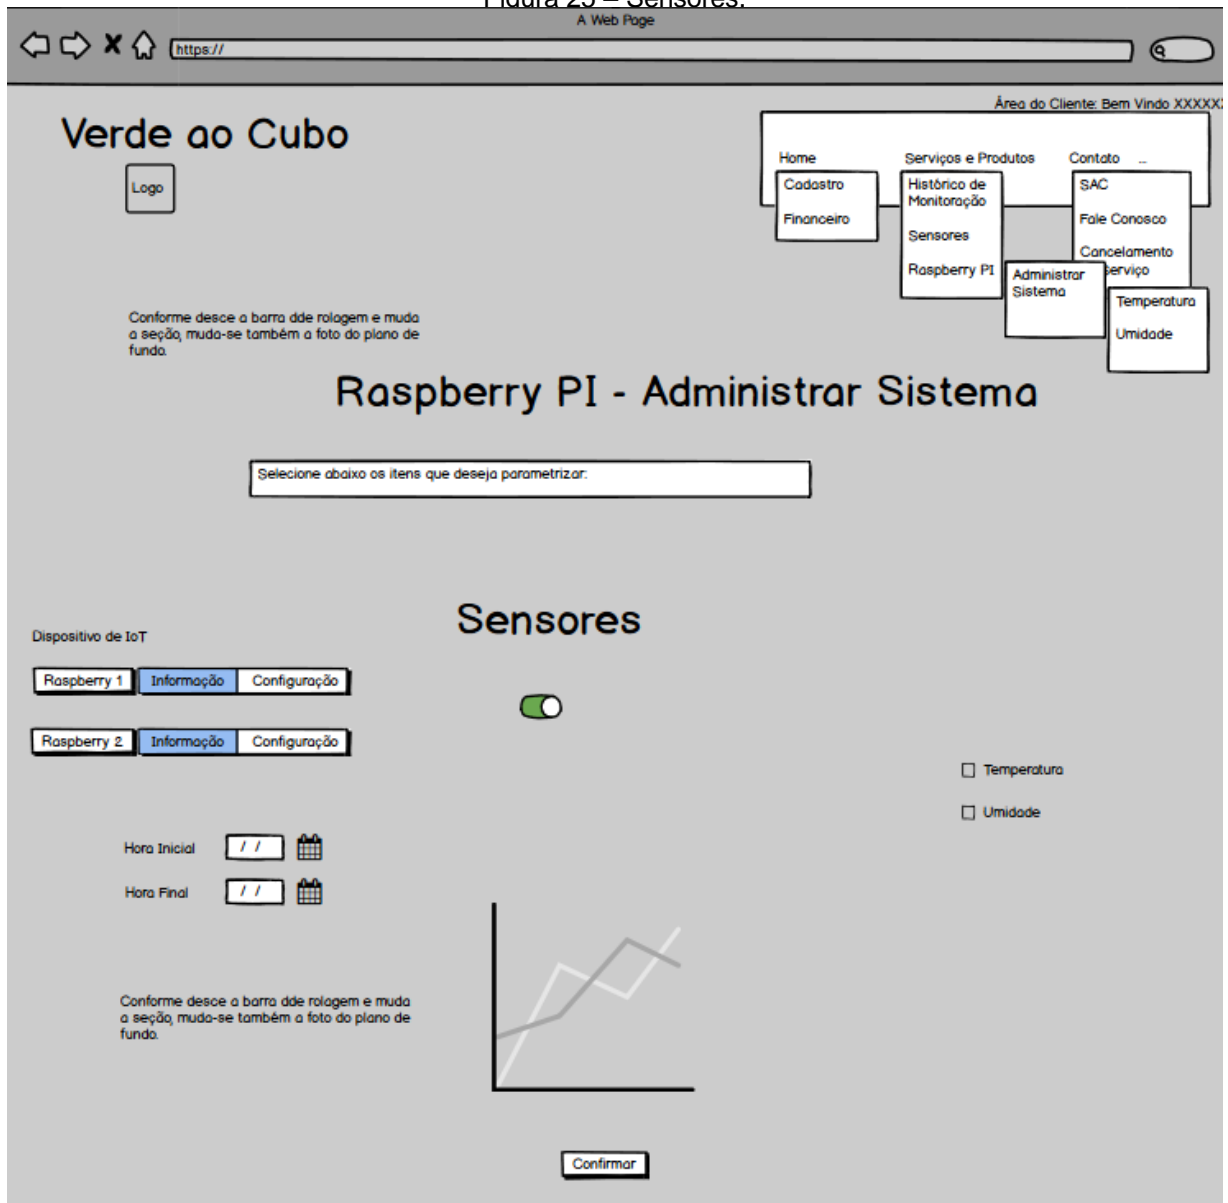 Figura 25 – Sensores.
A Web Page
https://
Área do Cliente: Bem Vindo XXXXXX
Verde ao Cubo
Logo
Home
Serviços e Produtos
Contato ...
Cadastro
Financeiro
Histórico de
Monitoração
Sensores
Raspberry PI
SAC
Fale Conosco
Cancelamento
serviço
Administrar
Sistema
Temperatura
Umidade
Conforme desce a barra dde rolagem e muda
a seção, muda-se também a foto do plano de
fundo.
Raspberry PI - Administrar Sistema
Selecione abaixo os itens que deseja parametrizar:
Sensores
Dispositivo de IoT
Raspberry 1 Informação Configuração
Raspberry 2 Informação Configuração
Temperatura
Umidade
Hora Inicial / /
Hora Final / /
Conforme desce a barra dde rolagem e muda
a seção, muda-se também a foto do plano de
fundo.
Confirmar